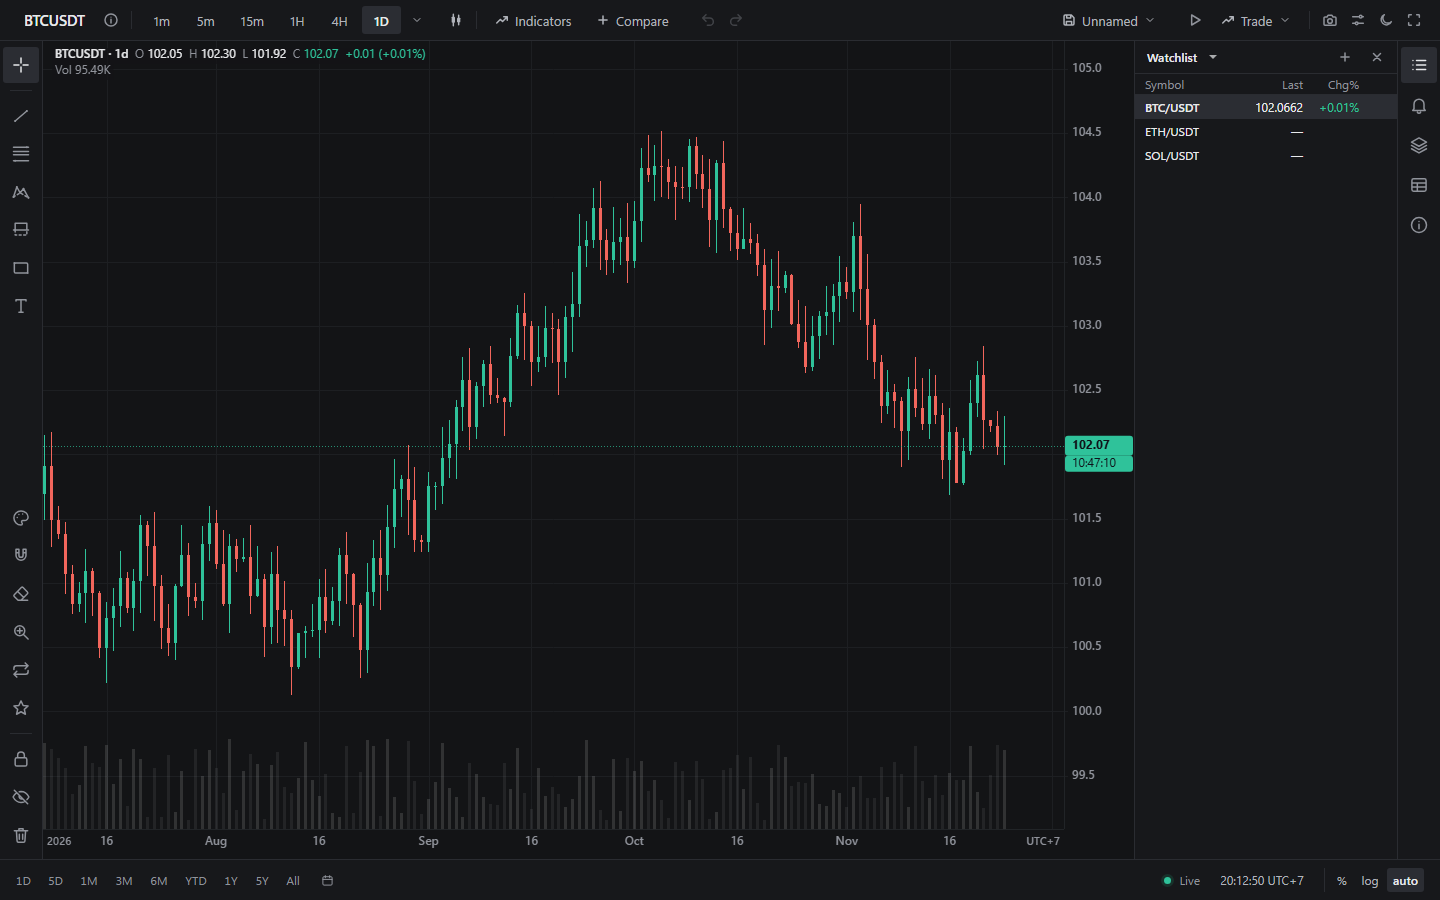 BTCUSDT 1m 5m 15m 1H 4H 1D Indicators Compare Unnamed Trade
BTCUSDT · 1d O 102.05 H 102.30 L 101.92 C 102.07 +0.01 (+0.01%)
Vol 95.49K
105.0
104.5
104.0
103.5
103.0
102.5
102.07
10:47:10
101.5
101.0
100.5
100.0
99.5
2026 16 Aug 16 Sep 16 Oct 16 Nov 16 UTC+7
Watchlist
Symbol Last Chg%
BTC/USDT 102.0662 +0.01%
ETH/USDT —
SOL/USDT —
1D 5D 1M 3M 6M YTD 1Y 5Y All Live 20:12:50 UTC+7 % log auto